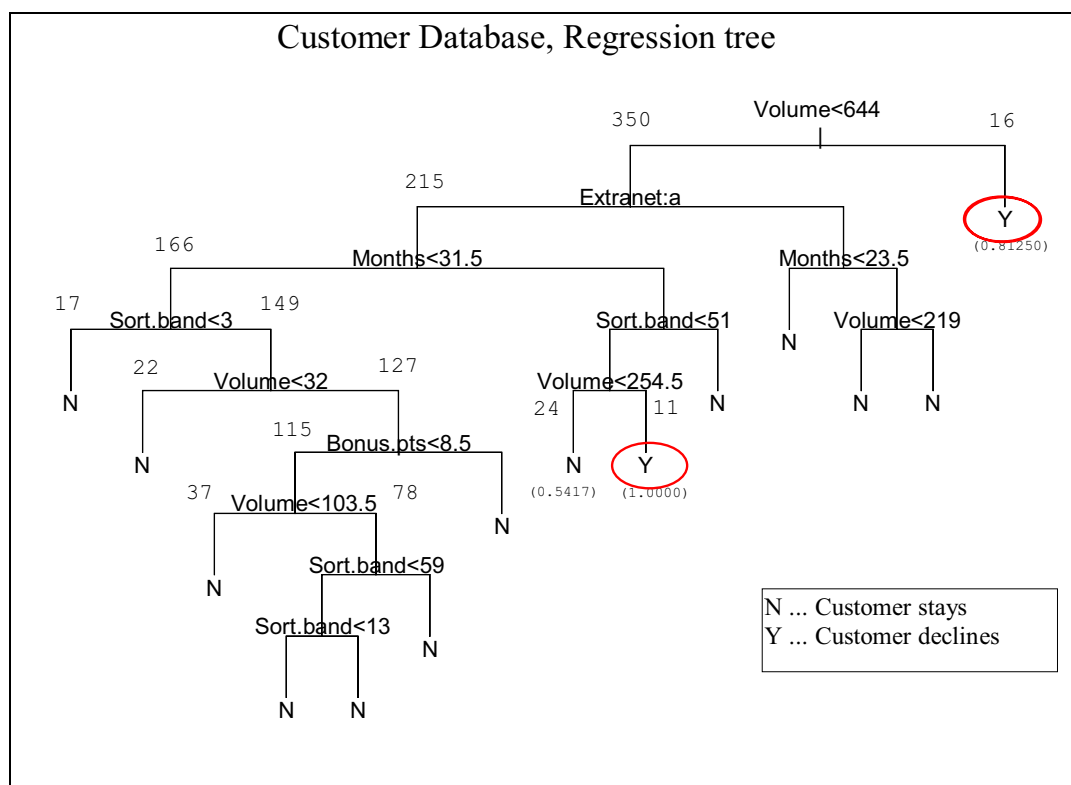 Customer Database, Regression tree
350
Volume<644
16
215
Extranet:a
Y
(0.81250)
166
Months<31.5
Months<23.5
17
Sort.band<3
149
Sort.band<51
N
Volume<219
N
22
Volume<32
127
Volume<254.5
N
N
N
24
11
N
115
Bonus.pts<8.5
N
Y
(0.5417)
(1.0000)
37
Volume<103.5
78
N
N
Sort.band<59
Sort.band<13
N
N
N
N ... Customer stays
Y ... Customer declines